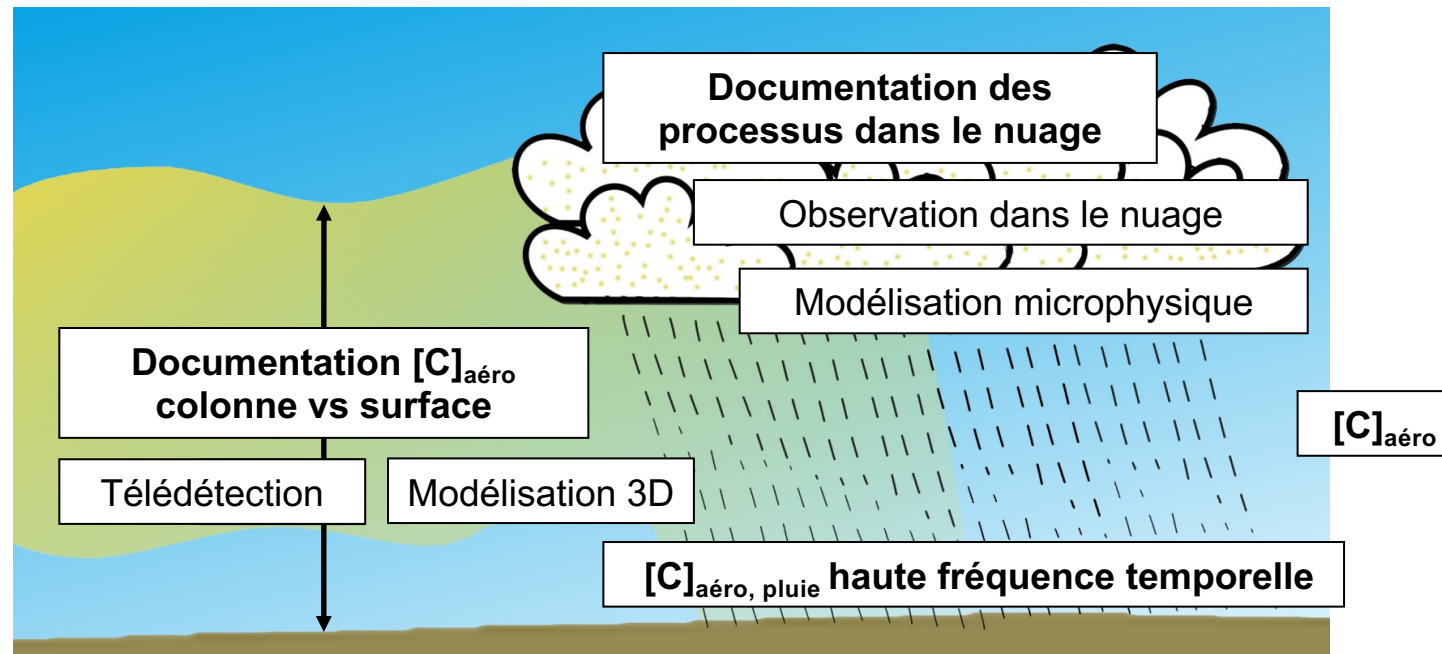 Documentation des
processus dans le nuage
Observation dans le nuage
Modélisation microphysique
Documentation [C]aéro
colonne vs surface
Télédétection
Modélisation 3D
[C]aéro
[C]aéro, pluie haute fréquence temporelle